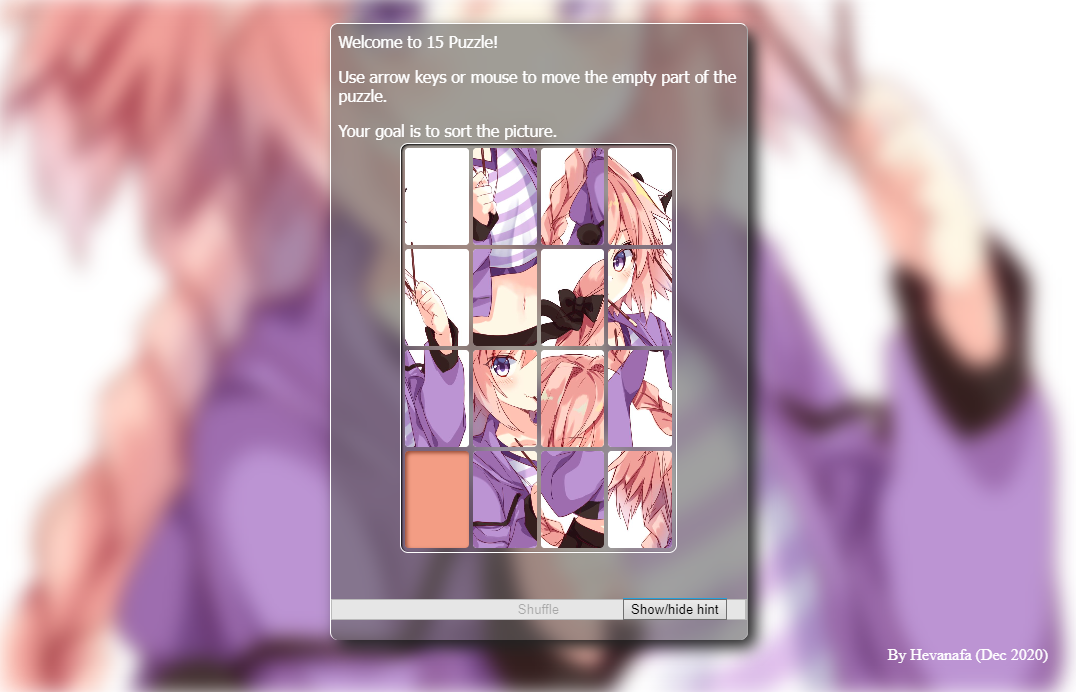 Welcome to 15 Puzzle!
Use arrow keys or mouse to move the empty part of the
puzzle.
Your goal is to sort the picture.
Shuffle
Show/hide hint
By Hevanafa (Dec 2020)